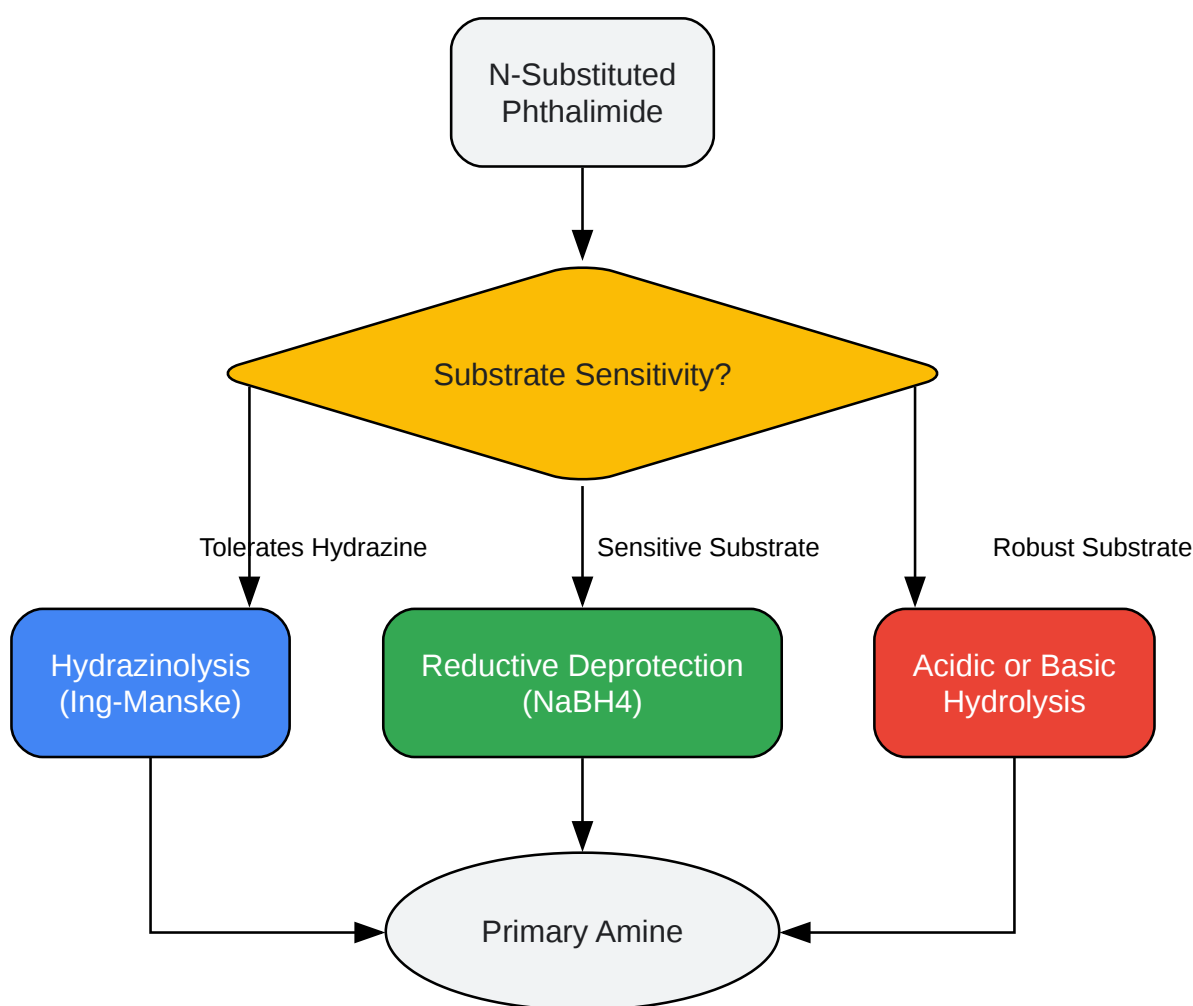 N-Substituted
Phthalimide
Substrate Sensitivity?
Tolerates Hydrazine
Sensitive Substrate
Robust Substrate
Hydrazinolysis
(Ing-Manske)
Reductive Deprotection
(NaBH4)
Acidic or Basic
Hydrolysis
Primary Amine